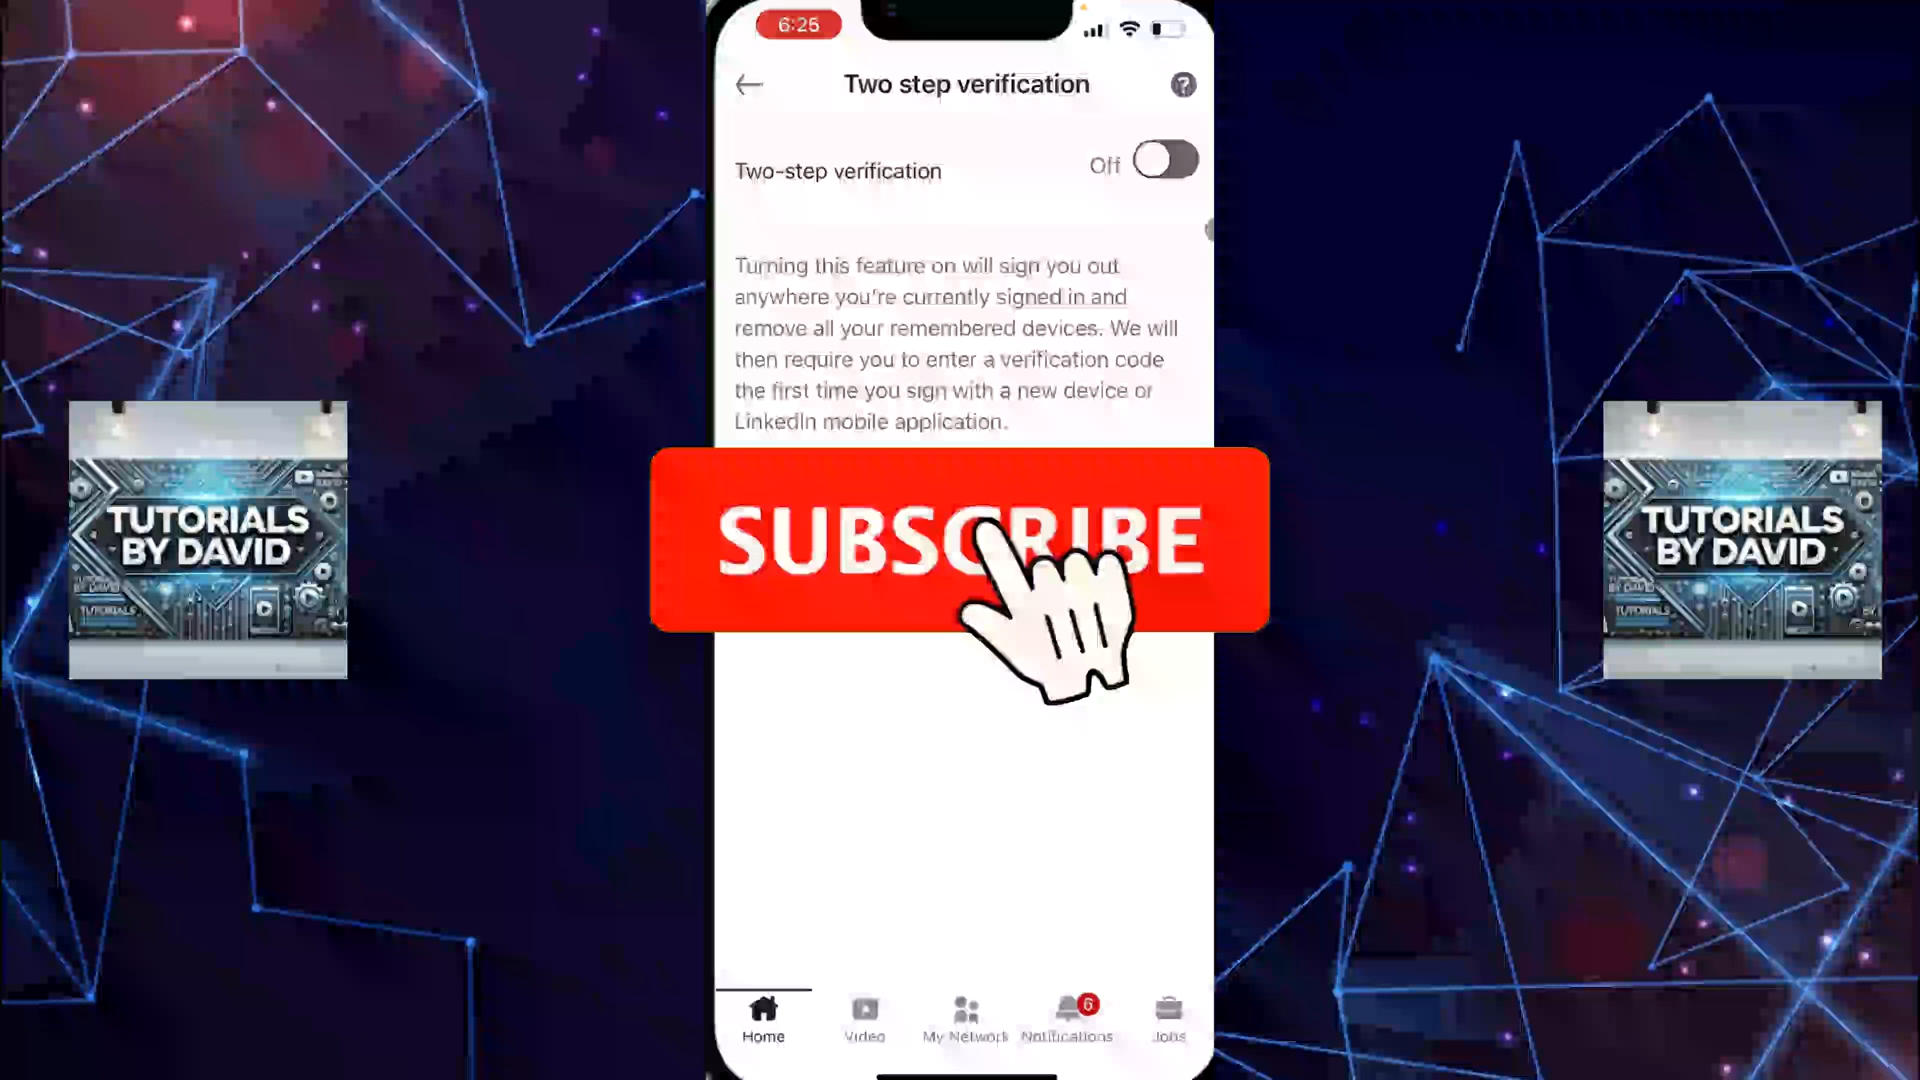 6:25
Two step verification
Two-step verification
Off
Turning this feature on will sign you out
anywhere you're currently signed in and
remove all your remembered devices. We will
then require you to enter a verification code
the first time you sign with a new device or
LinkedIn mobile application.
SUBSCRIBE
TUTORIALS
BY DAVID
TUTORIALS
TUTORIALS
BY DAVID
TUTORIALS
6
Home
Video
My Network
Notifications
Jobs